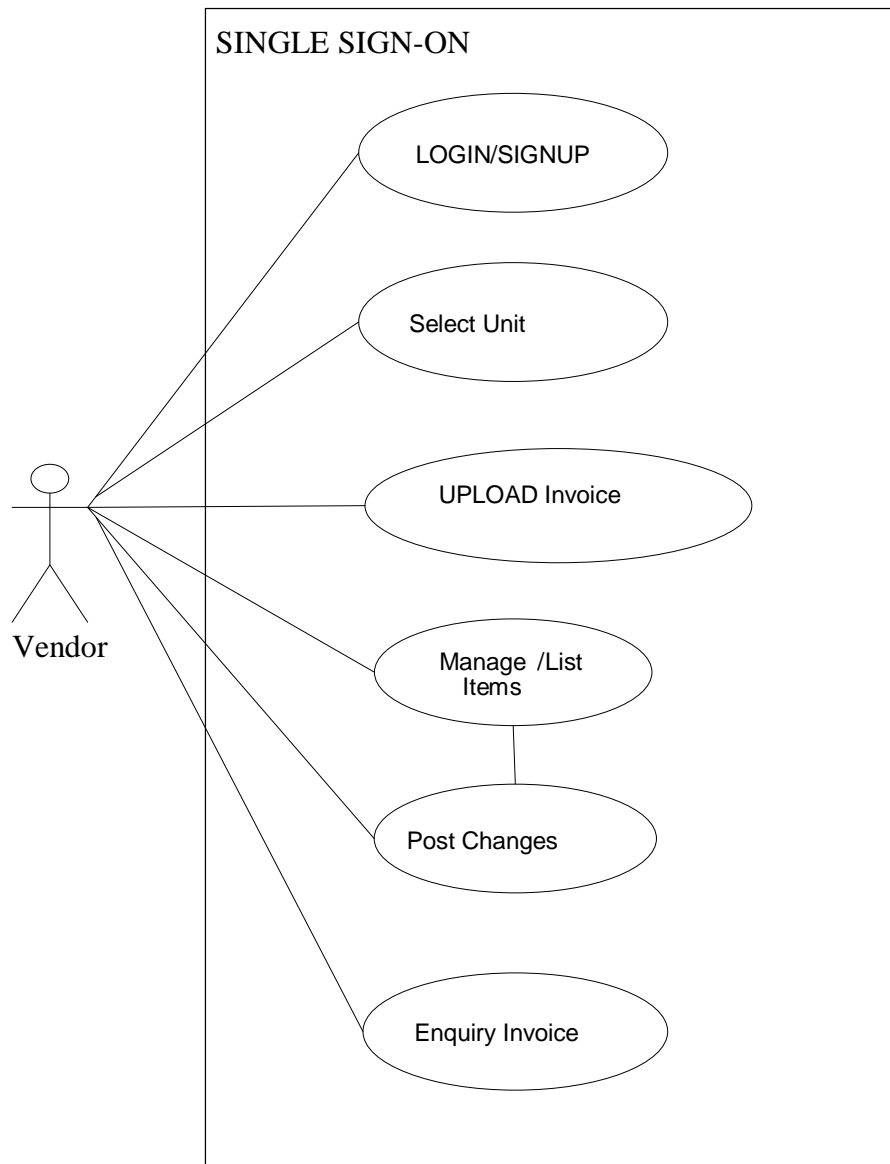 SINGLE SIGN-ON
LOGIN/SIGNUP
Select Unit
UPLOAD Invoice
Vendor
Manage /List
Items
Post Changes
Enquiry Invoice